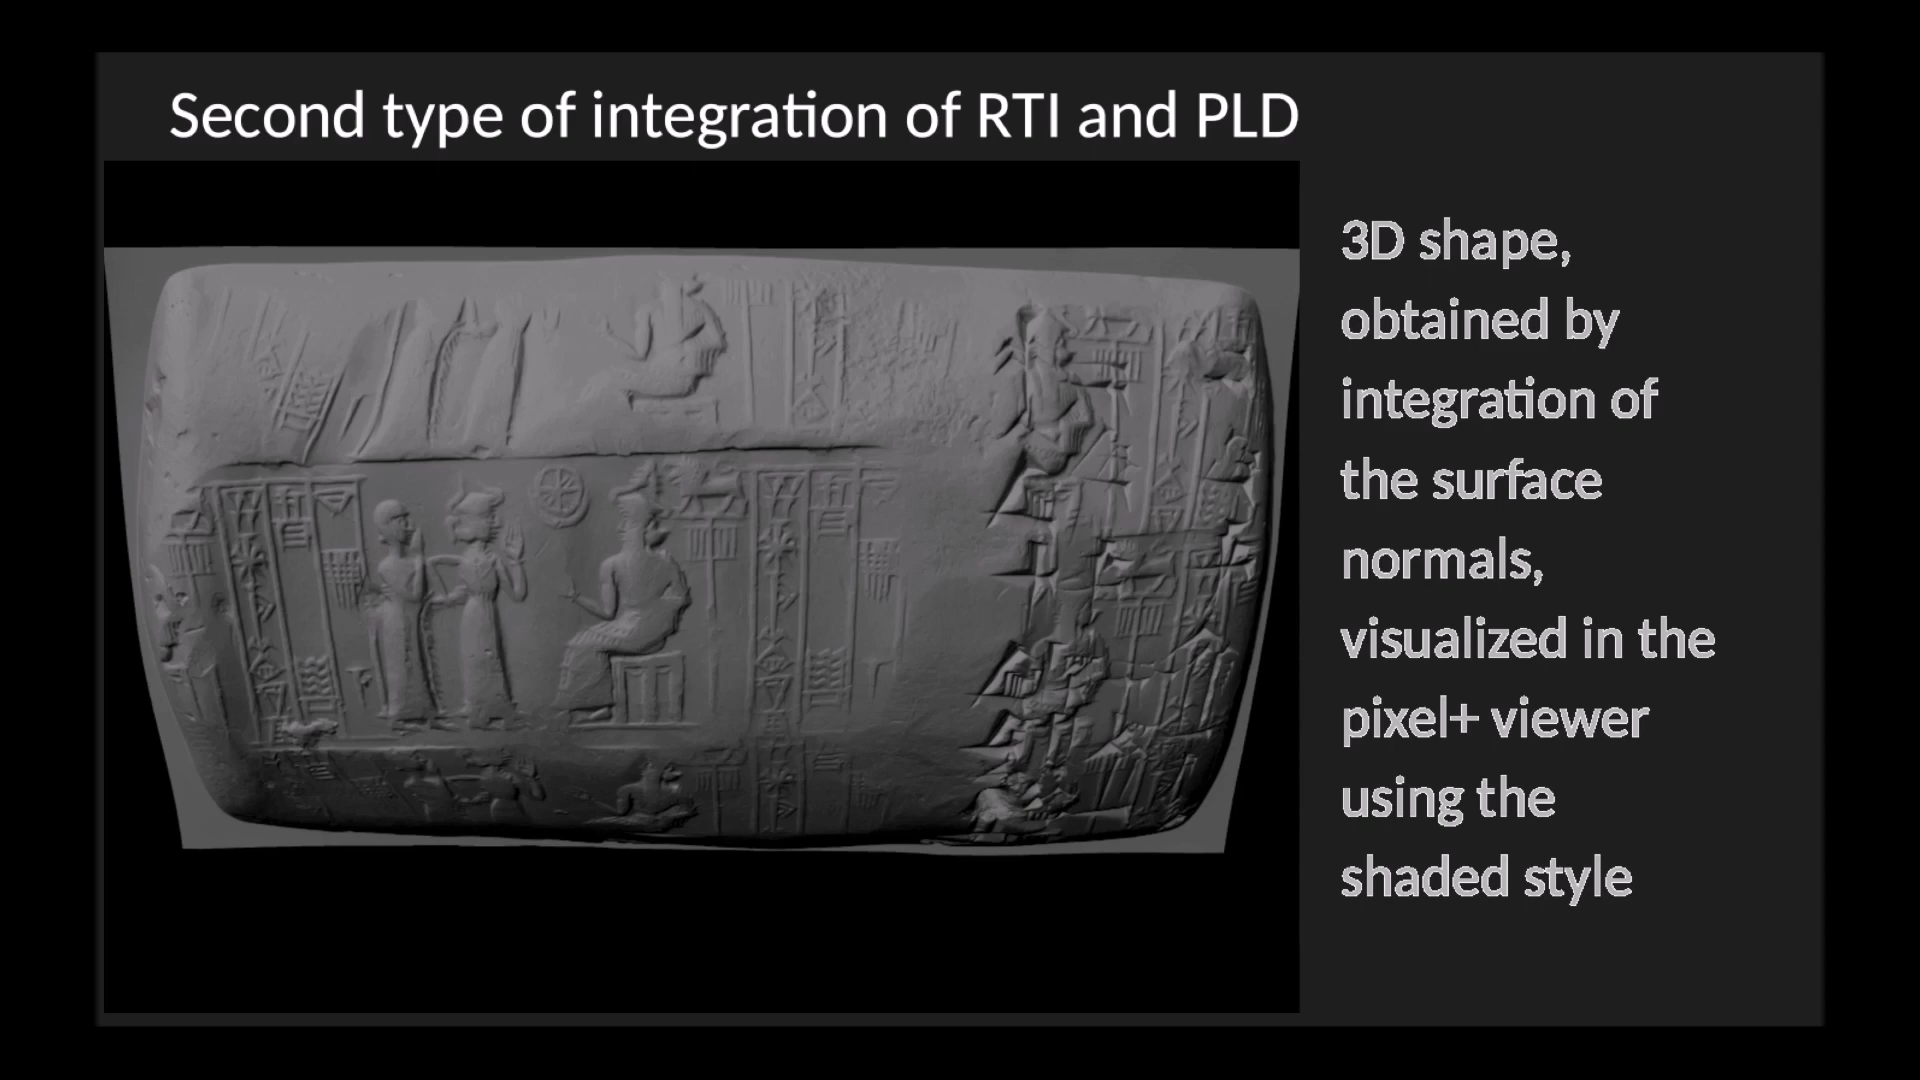 Second type of integration of RTI and PLD
3D shape,
obtained by
integration of
the surface
normals,
visualized in the
pixel+ viewer
using the
shaded style